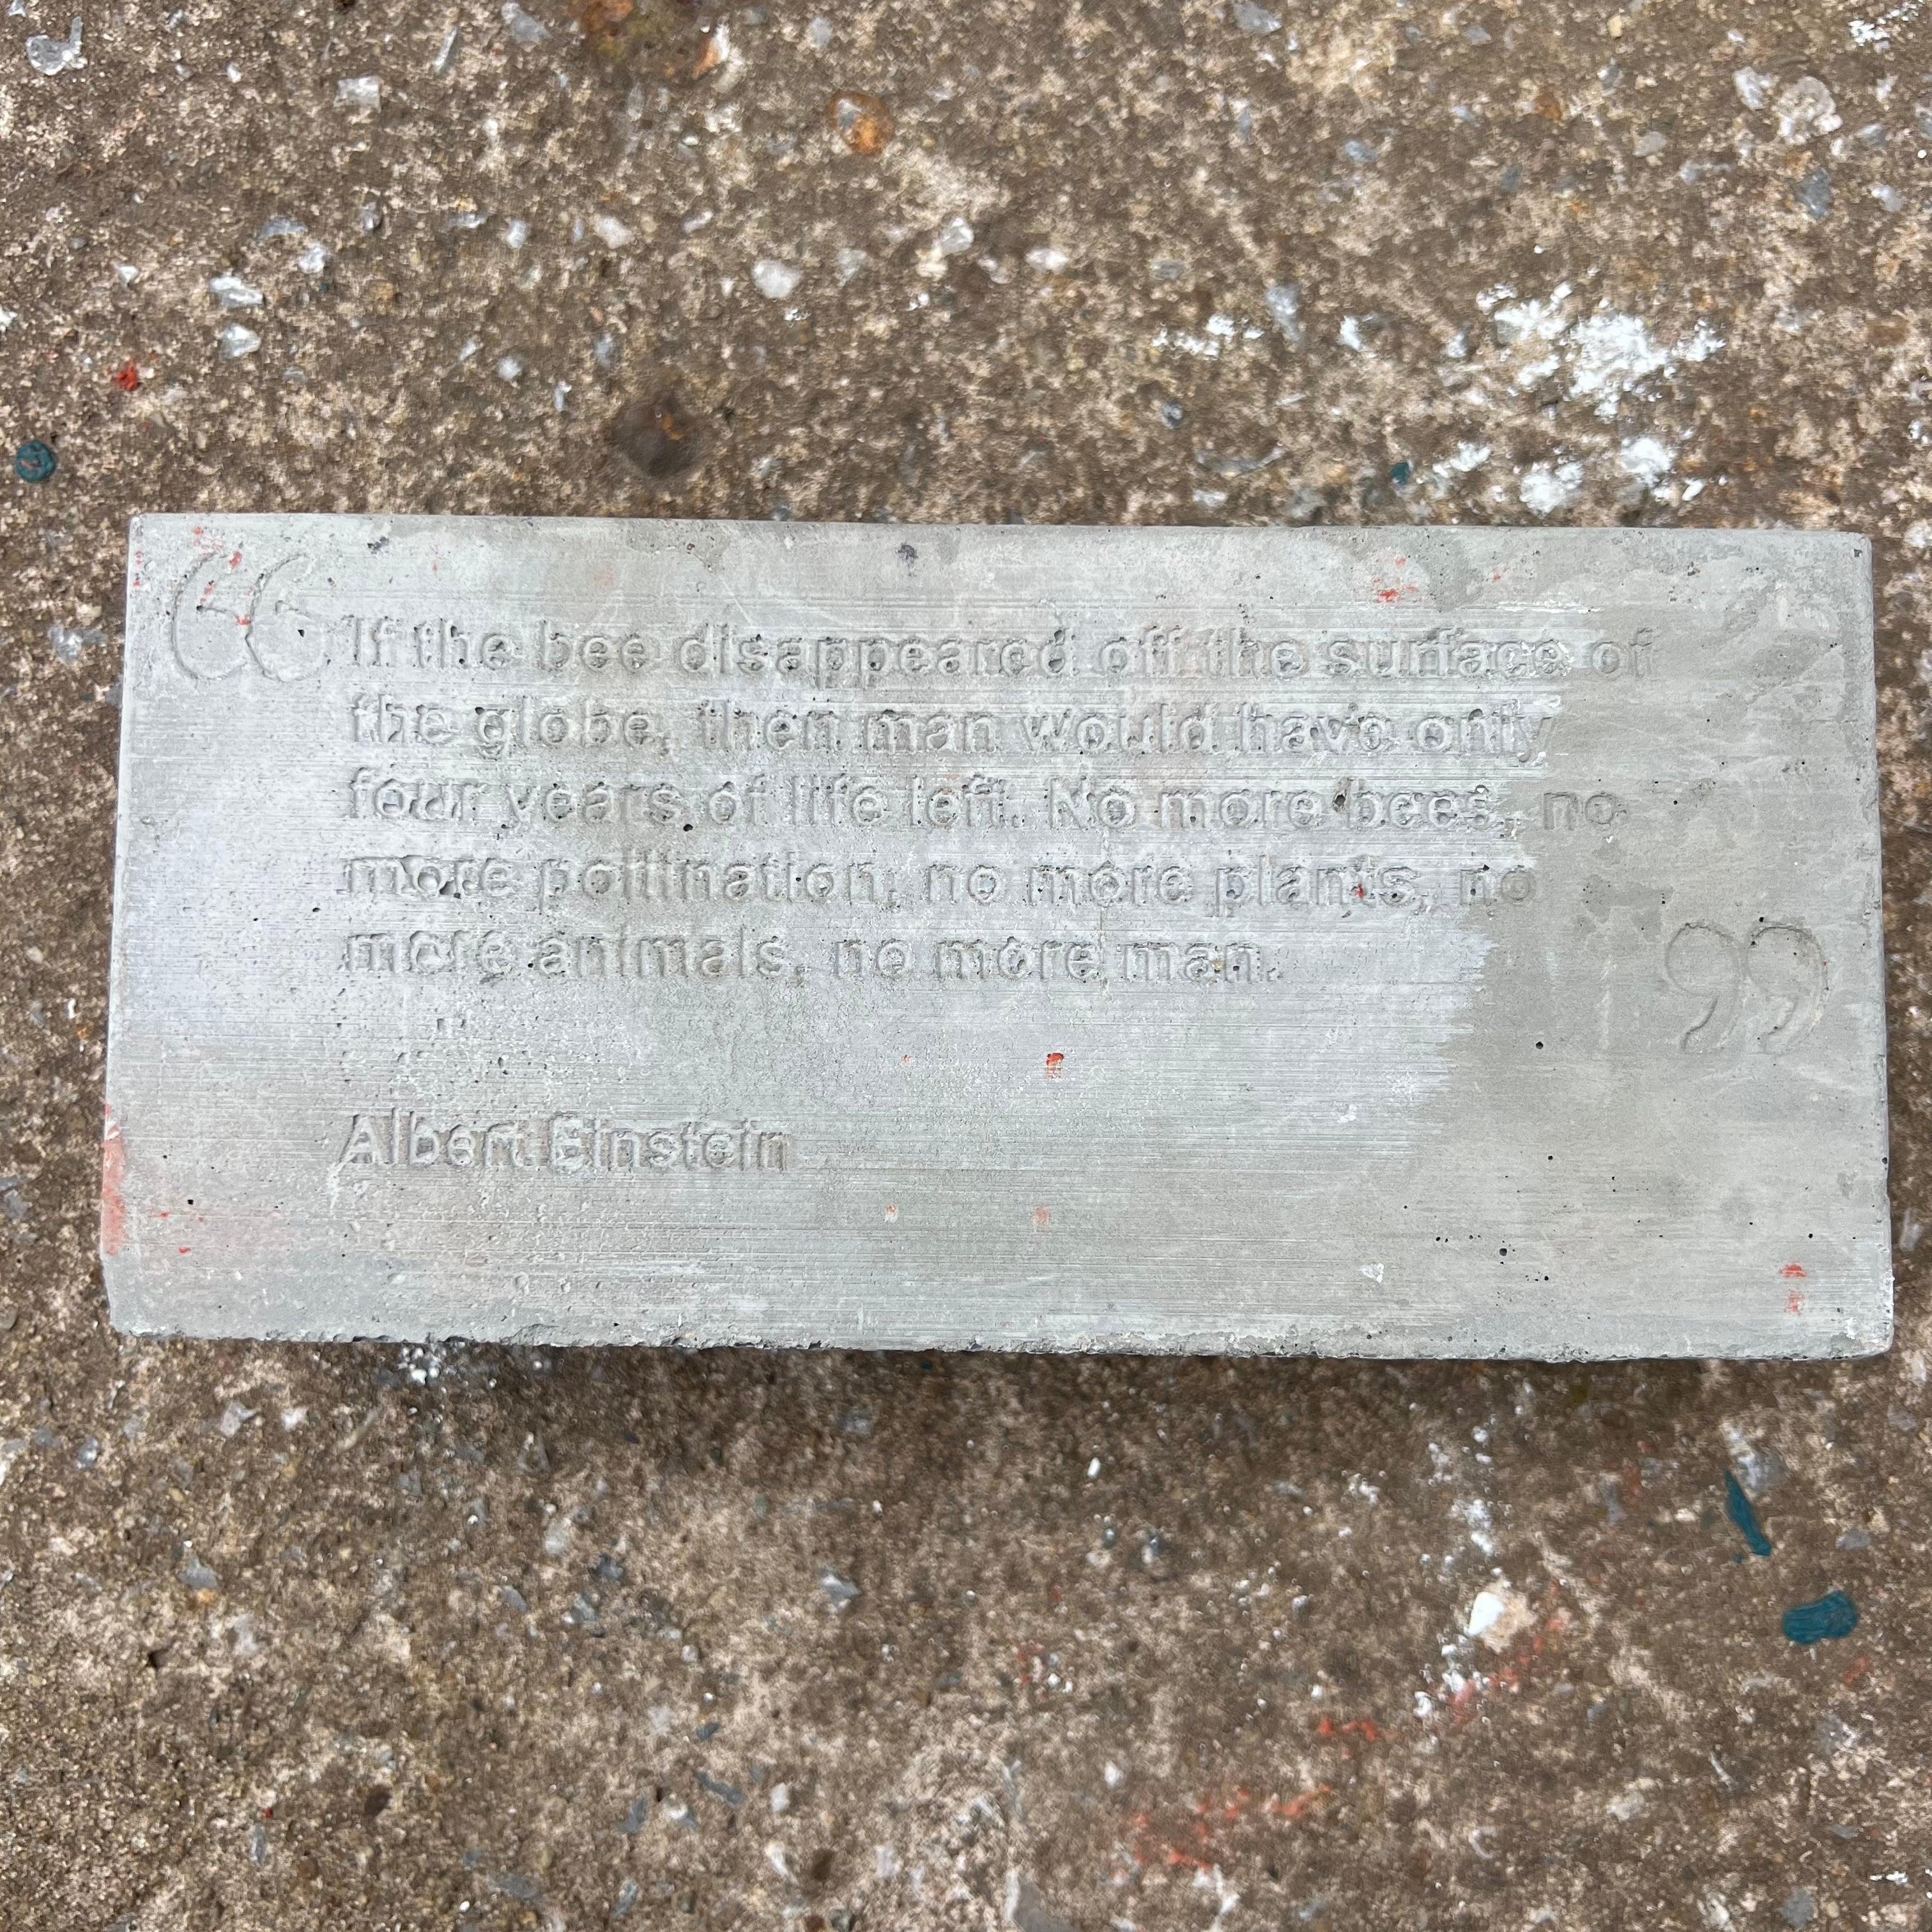 “If the bee disappeared off the surface of
the globe, then man would have only
four years of life left. No more bees, no
more pollination, no more plants, no
more animals, no more man.”
Albert Einstein